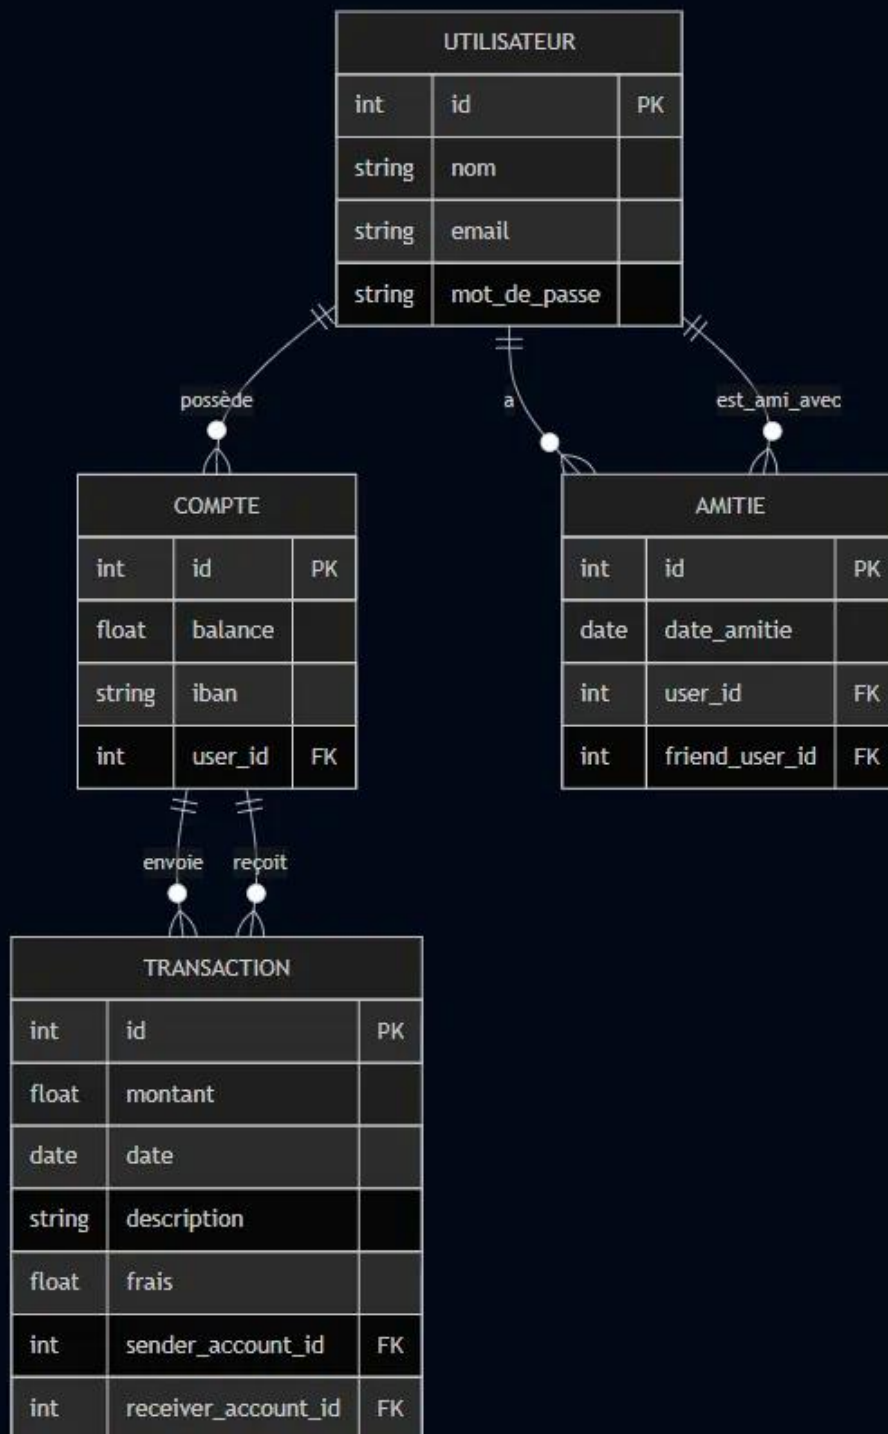 UTILISATEUR
int id PK
string nom
string email
string mot_de_passe
possède a est_ami_avec
COMPTE
int id PK
float balance
string iban
int user_id FK
AMITIE
int id PK
date date_amitie
int user_id FK
int friend_user_id FK
envoie reçoit
TRANSACTION
int id PK
float montant
date date
string description
float frais
int sender_account_id FK
int receiver_account_id FK